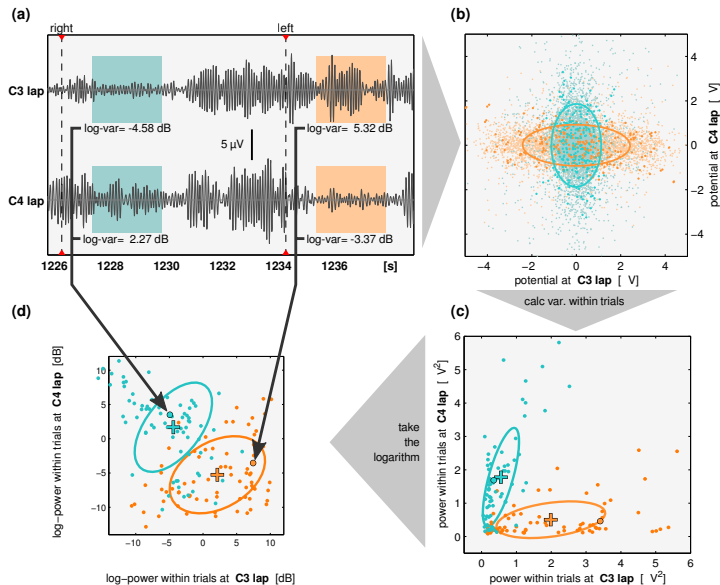 (a)
right
left
C3 lap
log-var= -4.58 dB
5.32 dB
log-var=
5 µV
C4 lap
log-var= 2.27 dB
log-var= -3.37 dB
1226 1228 1230 1232 1234 1236 [s]
(b)
4
2
0
-2
-4
potential at C4 lap [ V]
-4 -2 0 2 4
potential at C3 lap [ V]
calc var. within trials
(c)
6
5
4
3
2
1
0
power within trials at C4 lap [ V²]
0 1 2 3 4 5 6
power within trials at C3 lap [ V²]
take
the
logarithm
(d)
10
5
0
−5
−10
log−power within trials at C4 lap [dB]
−10 −5 0 5 10
log−power within trials at C3 lap [dB]